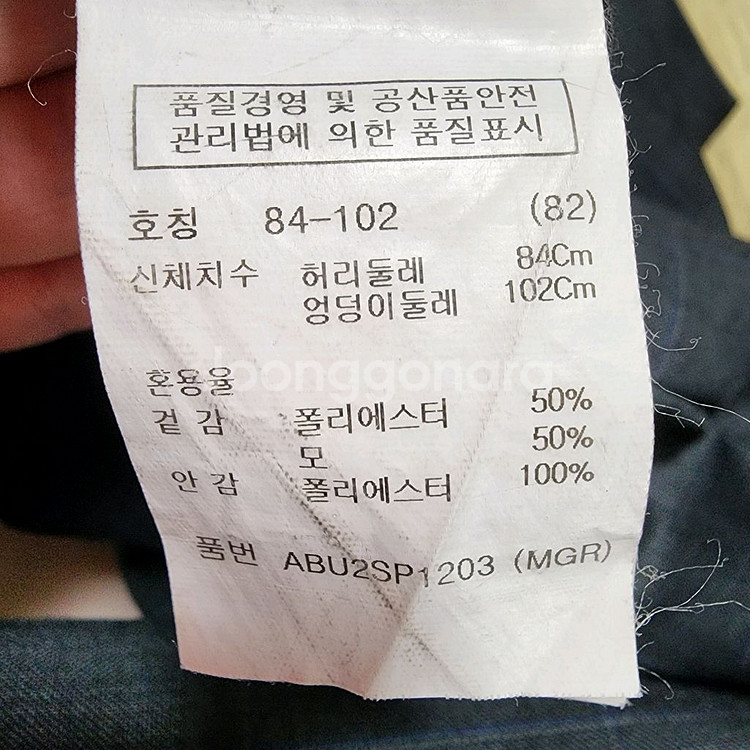 품질경영 및 공산품안전
관리법에 의한 품질표시
호칭 84-102 (82)
신체치수 허리둘레 84Cm
엉덩이둘레 102Cm
joonggonara
혼용율
겉감 폴리에스터 50%
모 50%
안감 폴리에스터 100%
품번 ABU2SP1203 (MGR)